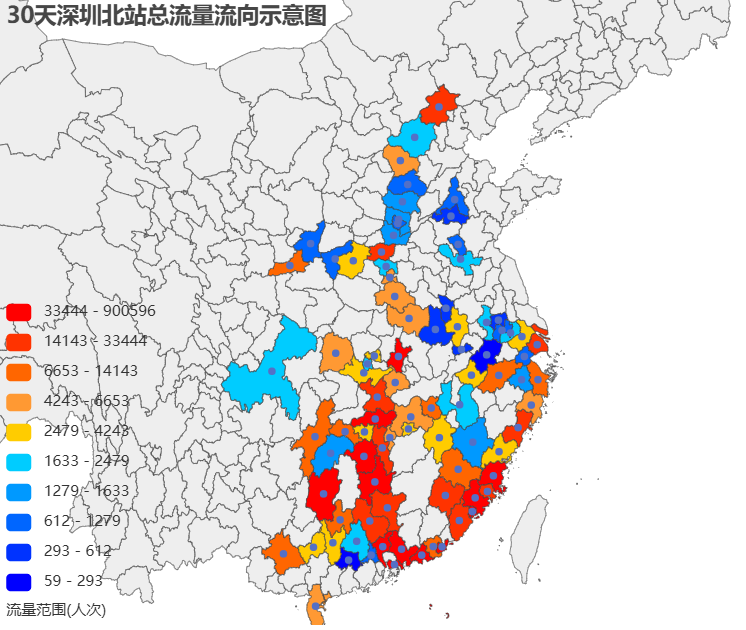 30天深圳北站总流量流向示意图
33444 - 900596
14143 - 33444
6653 - 14143
4243 - 6653
2479 - 4243
1633 - 2479
1279 - 1633
612 - 1279
293 - 612
59 - 293
流量范围(人次)